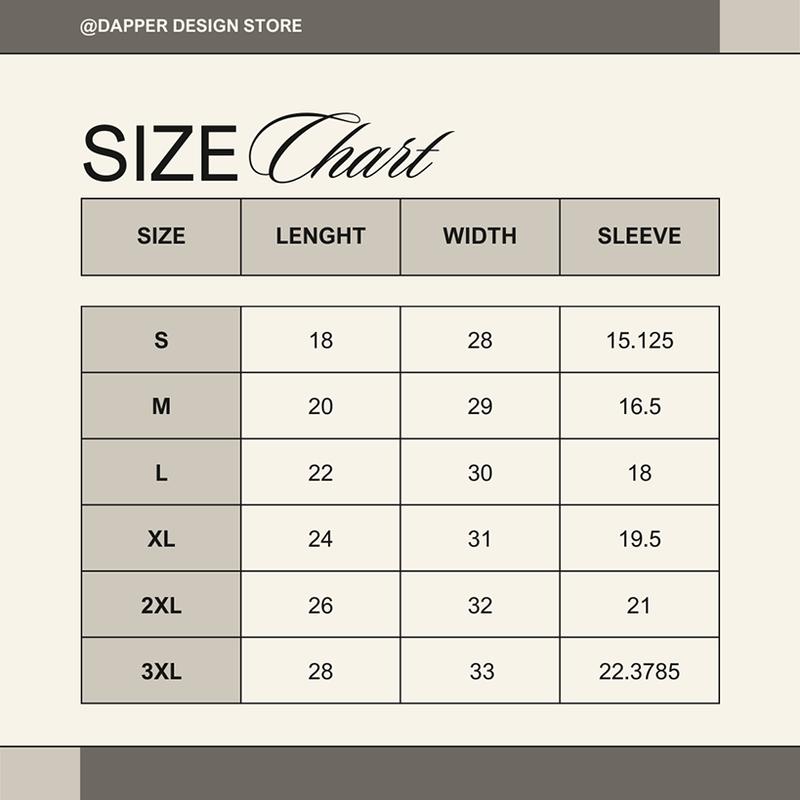 @DAPPER DESIGN STORE
SIZE Chart
SIZE LENGHT WIDTH SLEEVE
S 18 28 15.125
M 20 29 16.5
L 22 30 18
XL 24 31 19.5
2XL 26 32 21
3XL 28 33 22.3785